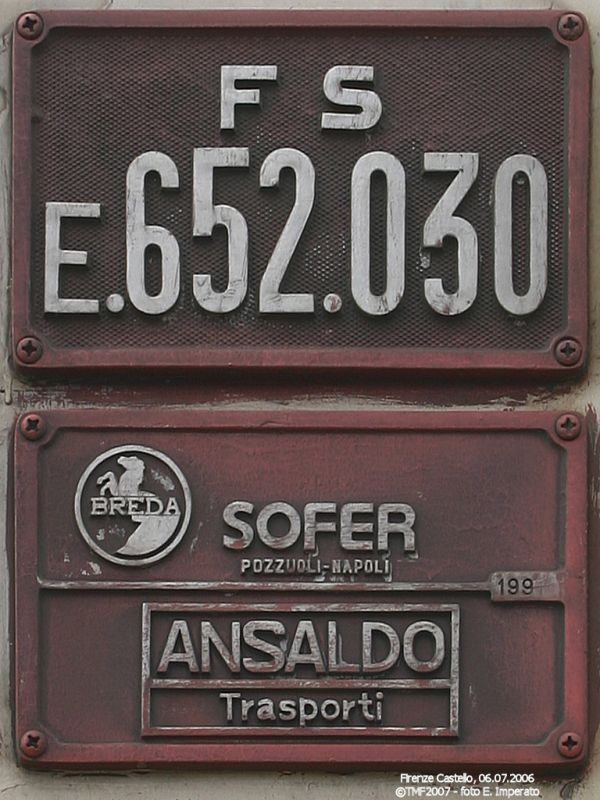 FS
E.652.030
BREDA
SOFER
POZZUOLI-NAPOLI
199
ANSALDO
Trasporti
Firenze Castello, 06.07.2006
©TMF2007 - foto E. Imperato